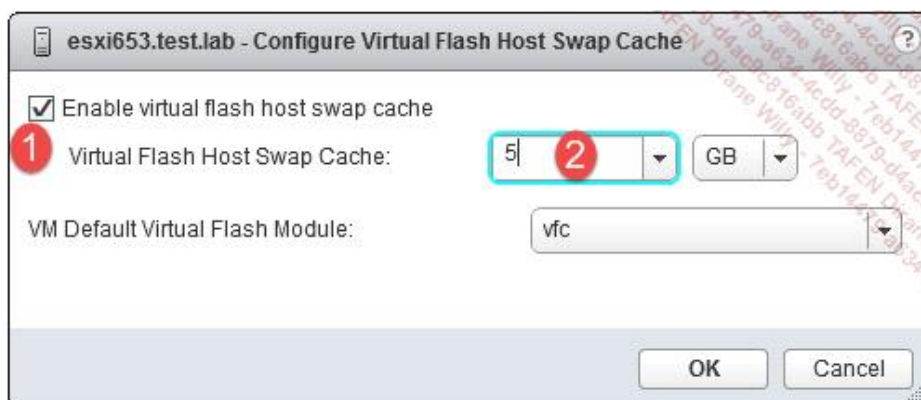 esxi653.test.lab - Configure Virtual Flash Host Swap Cache ?
Enable virtual flash host swap cache
1 Virtual Flash Host Swap Cache: 5 2 GB
VM Default Virtual Flash Module: vfc
OK Cancel